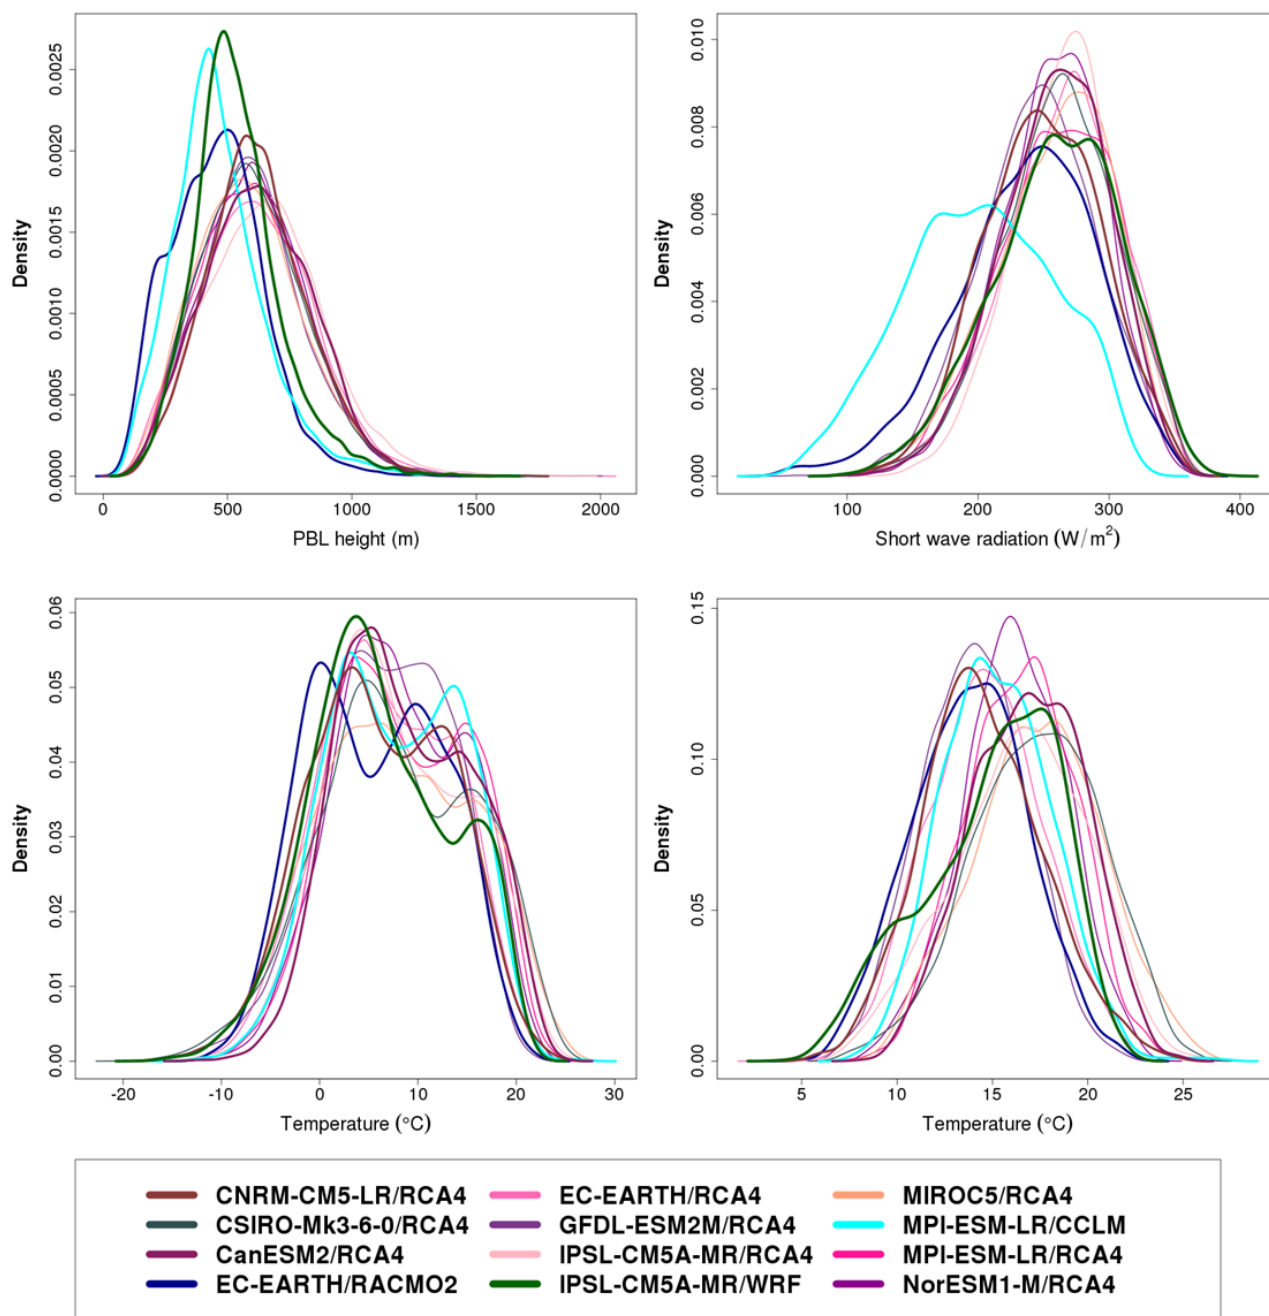 0.0000 0.0005 0.0010 0.0015 0.0020 0.0025
Density
0 500 1000 1500 2000
PBL height (m)
0.000 0.002 0.004 0.006 0.008 0.010
Density
100 200 300 400
Short wave radiation (W/m²)
0.00 0.01 0.02 0.03 0.04 0.05 0.06
Density
-20 -10 0 10 20 30
Temperature (°C)
0.00 0.05 0.10 0.15
Density
5 10 15 20 25
Temperature (°C)
CNRM-CM5-LR/RCA4 EC-EARTH/RCA4 MIROC5/RCA4
CSIRO-Mk3-6-0/RCA4 GFDL-ESM2M/RCA4 MPI-ESM-LR/CCLM
CanESM2/RCA4 IPSL-CM5A-MR/RCA4 MPI-ESM-LR/RCA4
EC-EARTH/RACMO2 IPSL-CM5A-MR/WRF NorESM1-M/RCA4